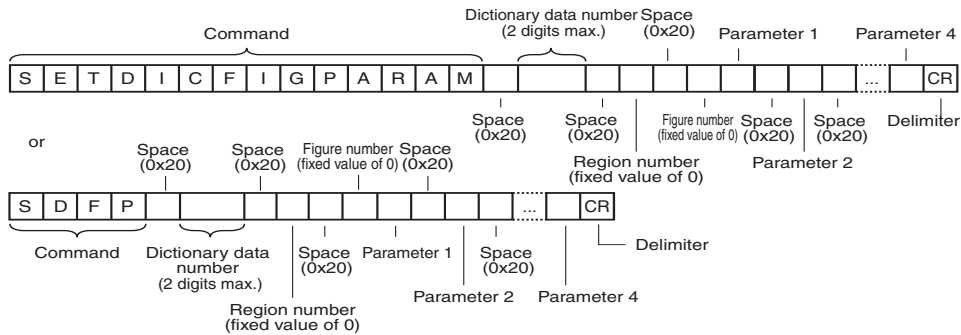 Dictionary data number
(2 digits max.)
Space
(0x20)
Command
Parameter 1
Parameter 4
S E T D I C F I G P A R A M ... CR
Space
(0x20)
Space
(0x20)
Figure number
(fixed value of 0)
Space
(0x20)
Space
(0x20)
Delimiter
Region number
(fixed value of 0)
Parameter 2
or
Space
(0x20)
Space
(0x20)
Figure number
(fixed value of 0)
Space
(0x20)
S D F P ... CR
Command
Dictionary data
number
(2 digits max.)
Space
(0x20)
Parameter 1
Space
(0x20)
Delimiter
Region number
(fixed value of 0)
Parameter 2
Parameter 4